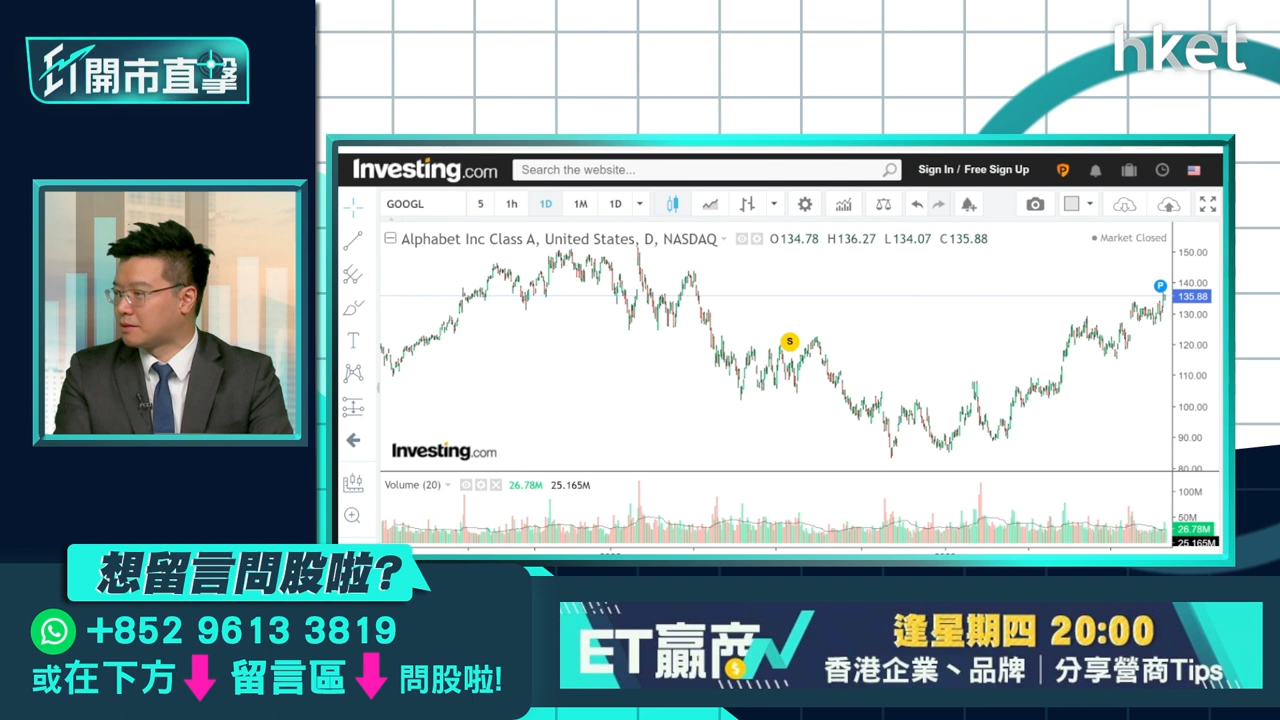 ET開市直擊
hket
Investing.com
Search the website...
Sign In / Free Sign Up
GOOGL
5
1h
1D
1M
1D
Alphabet Inc Class A, United States, D, NASDAQ
O134.78 H136.27 L134.07 C135.88
Market Closed
150.00
140.00
P
135.88
130.00
S
120.00
110.00
100.00
90.00
80.00
Investing.com
Volume (20)
26.78M 25.165M
100M
50M
26.78M
25.165M
想留言問股啦?
+852 9613 3819
或在下方 留言區 問股啦!
ET贏商
$
逢星期四 20:00
香港企業、品牌｜分享營商Tips